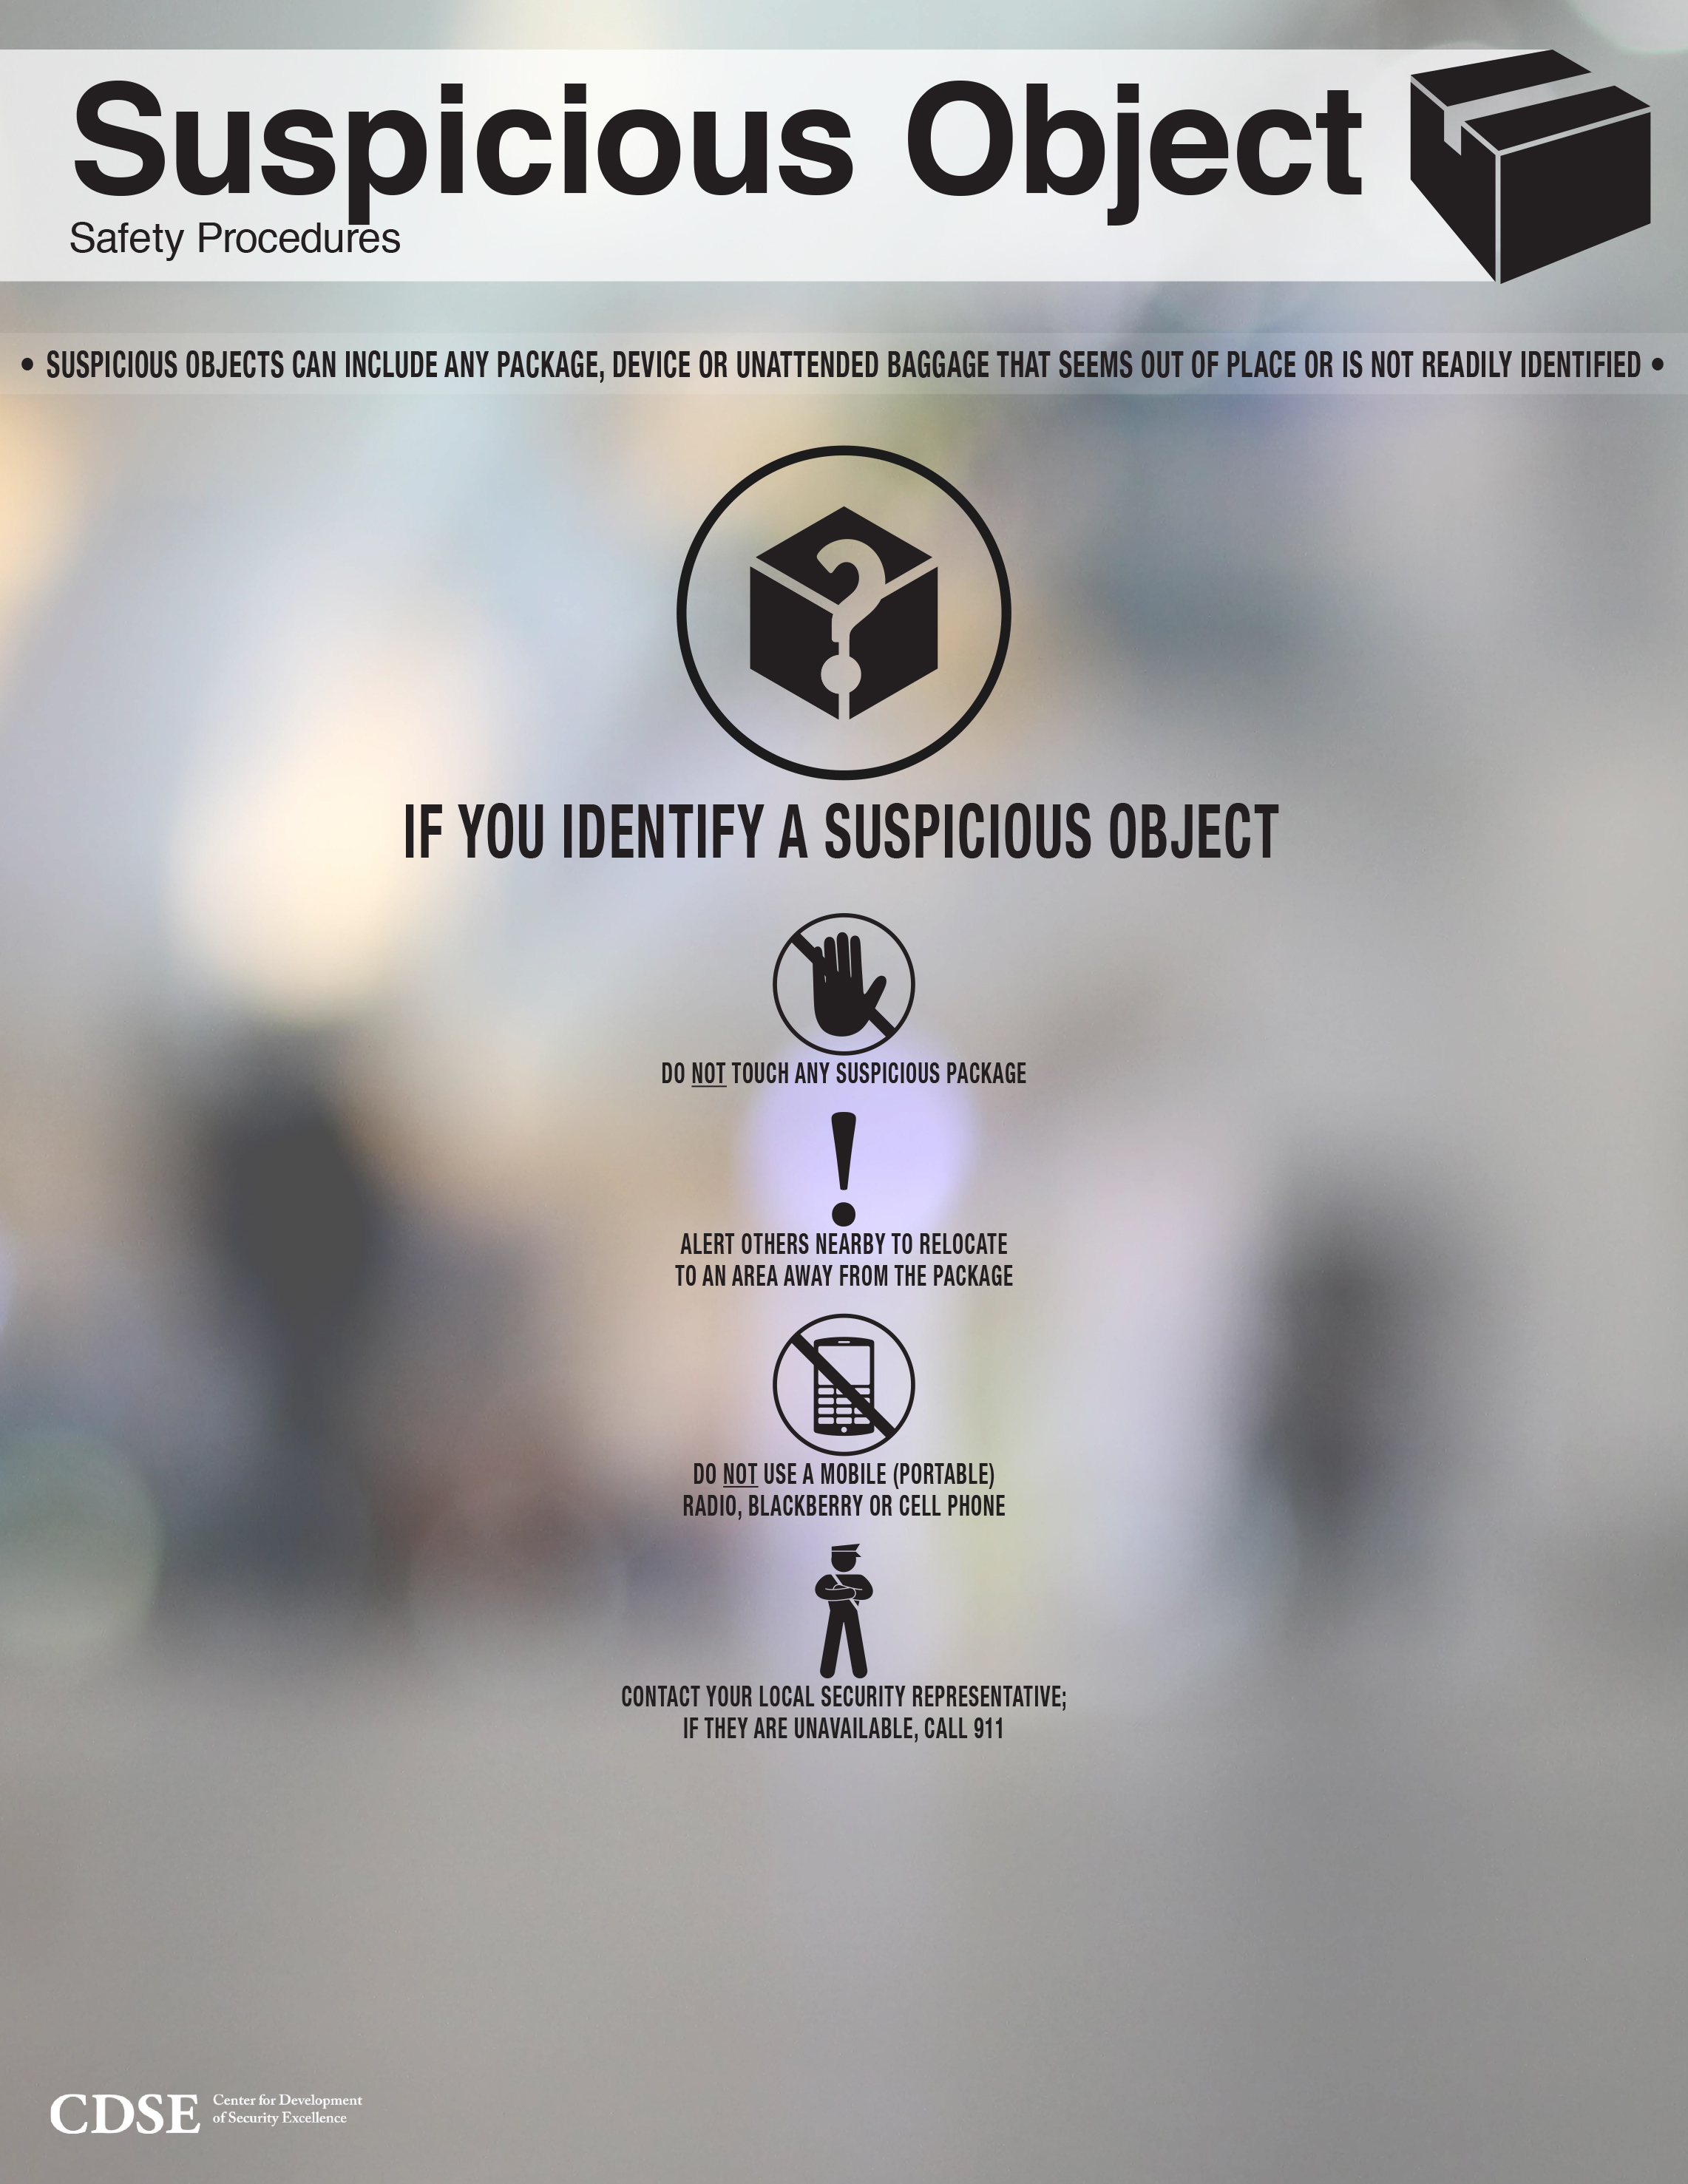 Suspicious Object
Safety Procedures
• SUSPICIOUS OBJECTS CAN INCLUDE ANY PACKAGE, DEVICE OR UNATTENDED BAGGAGE THAT SEEMS OUT OF PLACE OR IS NOT READILY IDENTIFIED •
?
IF YOU IDENTIFY A SUSPICIOUS OBJECT
DO NOT TOUCH ANY SUSPICIOUS PACKAGE
!
ALERT OTHERS NEARBY TO RELOCATE
TO AN AREA AWAY FROM THE PACKAGE
DO NOT USE A MOBILE (PORTABLE)
RADIO, BLACKBERRY OR CELL PHONE
CONTACT YOUR LOCAL SECURITY REPRESENTATIVE;
IF THEY ARE UNAVAILABLE, CALL 911
CDSE Center for Development
of Security Excellence